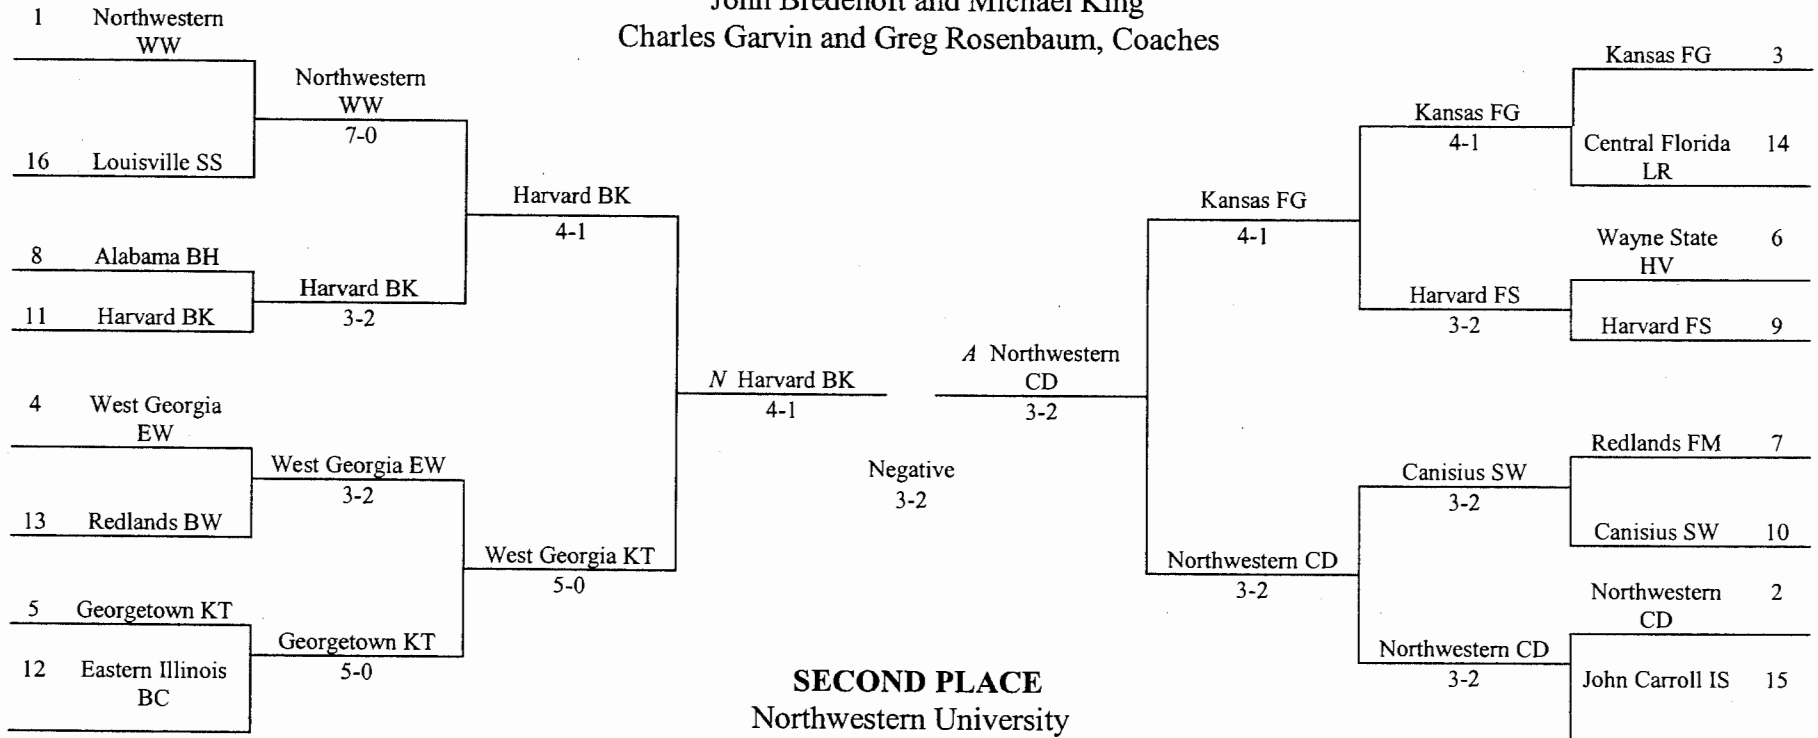 John Bredehoft and Michael King
Charles Garvin and Greg Rosenbaum, Coaches
1 Northwestern
WW
16 Louisville SS
8 Alabama BH
11 Harvard BK
4 West Georgia
EW
13 Redlands BW
5 Georgetown KT
12 Eastern Illinois
BC
Northwestern
WW
7-0
Harvard BK
3-2
West Georgia EW
3-2
Georgetown KT
5-0
Harvard BK
4-1
West Georgia KT
5-0
N Harvard BK
4-1
Negative
3-2
A Northwestern
CD
3-2
Kansas FG
4-1
Northwestern CD
3-2
Kansas FG
4-1
Harvard FS
3-2
Canisius SW
3-2
Northwestern CD
3-2
Kansas FG 3
Central Florida 14
LR
Wayne State 6
HV
Harvard FS 9
Redlands FM 7
Canisius SW 10
Northwestern 2
CD
John Carroll IS 15
SECOND PLACE
Northwestern University